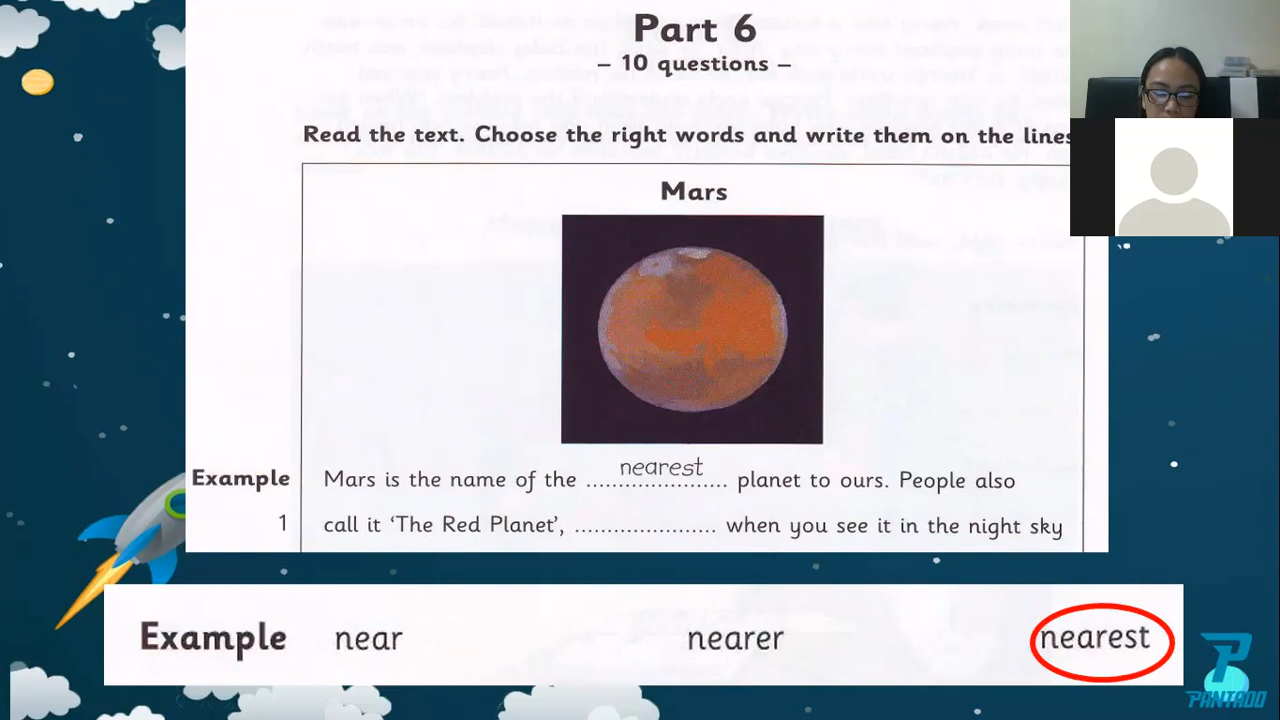 Part 6
– 10 questions –
Read the text. Choose the right words and write them on the lines
Mars
nearest
Example Mars is the name of the ........................ planet to ours. People also
1 call it ‘The Red Planet’, ........................ when you see it in the night sky
Example near nearer nearest
PANTADO